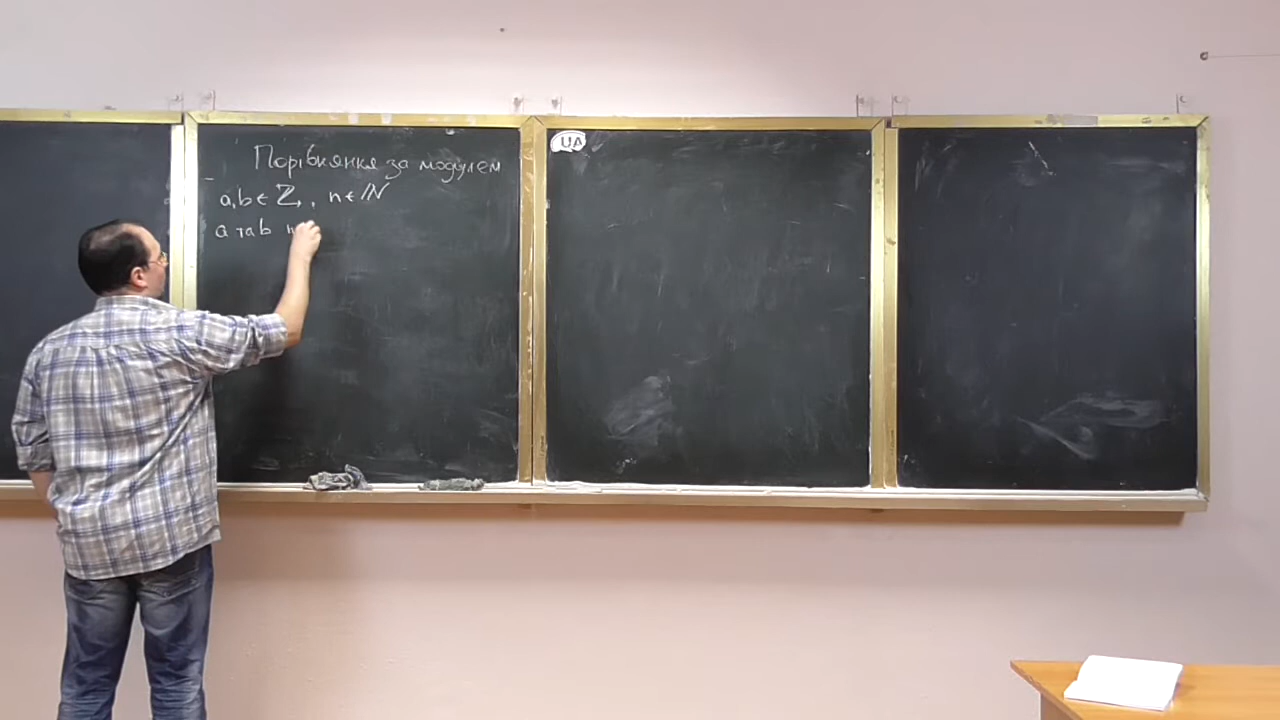 Порівняння за модулем
a, b ∈ ℤ, n ∈ ℕ
a та b
UA